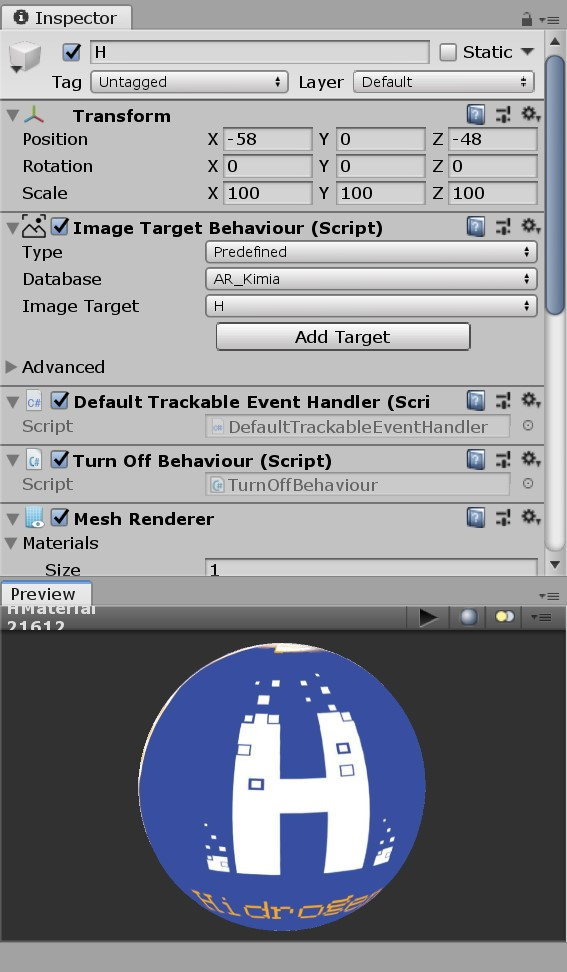 Inspector
H
Static
Tag Untagged Layer Default
Transform
Position X -58 Y 0 Z -48
Rotation X 0 Y 0 Z 0
Scale X 100 Y 100 Z 100
Image Target Behaviour (Script)
Type Predefined
Database AR_Kimia
Image Target H
Add Target
Advanced
C# Default Trackable Event Handler (Scri
Script C# DefaultTrackableEventHandler
C# Turn Off Behaviour (Script)
Script C# TurnOffBehaviour
Mesh Renderer
Materials
Size 1
Preview
HMaterial
21612
H
Hidrogen